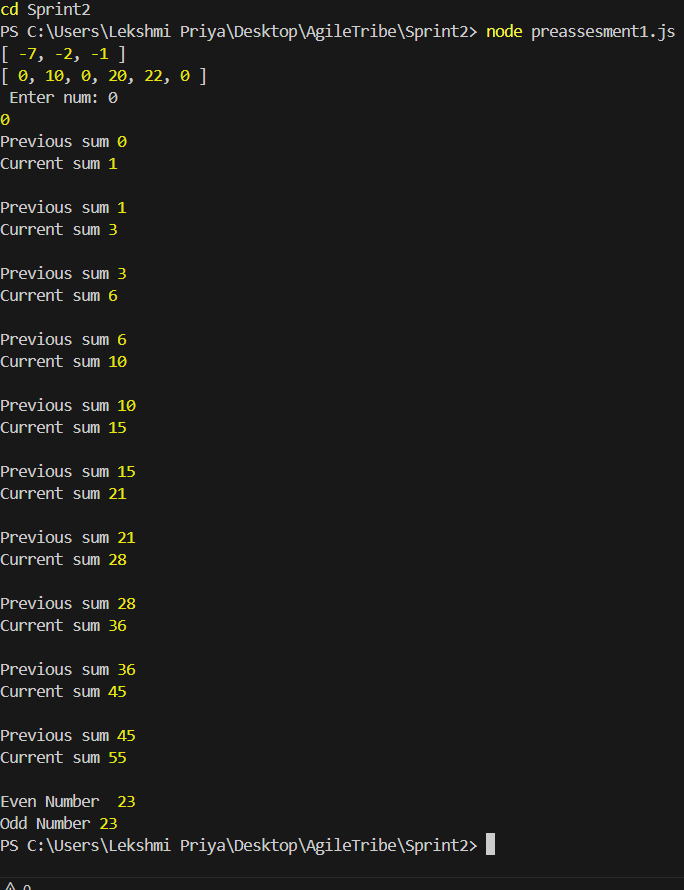 cd Sprint2
PS C:\Users\Lekshmi Priya\Desktop\AgileTribe\Sprint2> node preassesment1.js
[ -7, -2, -1 ]
[ 0, 10, 0, 20, 22, 0 ]
 Enter num: 0
0
Previous sum 0
Current sum 1

Previous sum 1
Current sum 3

Previous sum 3
Current sum 6

Previous sum 6
Current sum 10

Previous sum 10
Current sum 15

Previous sum 15
Current sum 21

Previous sum 21
Current sum 28

Previous sum 28
Current sum 36

Previous sum 36
Current sum 45

Previous sum 45
Current sum 55

Even Number  23
Odd Number 23
PS C:\Users\Lekshmi Priya\Desktop\AgileTribe\Sprint2>
0